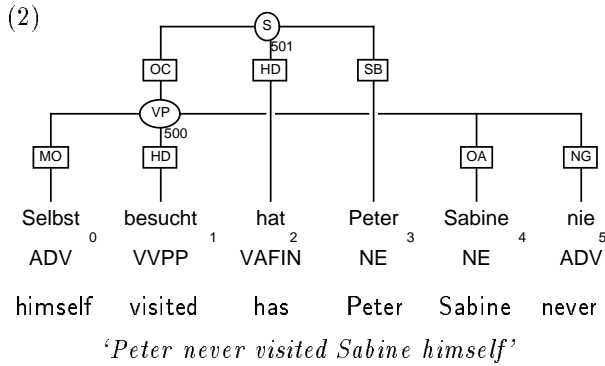 (2)
S
501
OC HD SB
VP
500
MO HD OA NG
Selbst besucht hat Peter Sabine nie
0 1 2 3 4 5
ADV VVPP VAFIN NE NE ADV
himself visited has Peter Sabine never
‘Peter never visited Sabine himself’